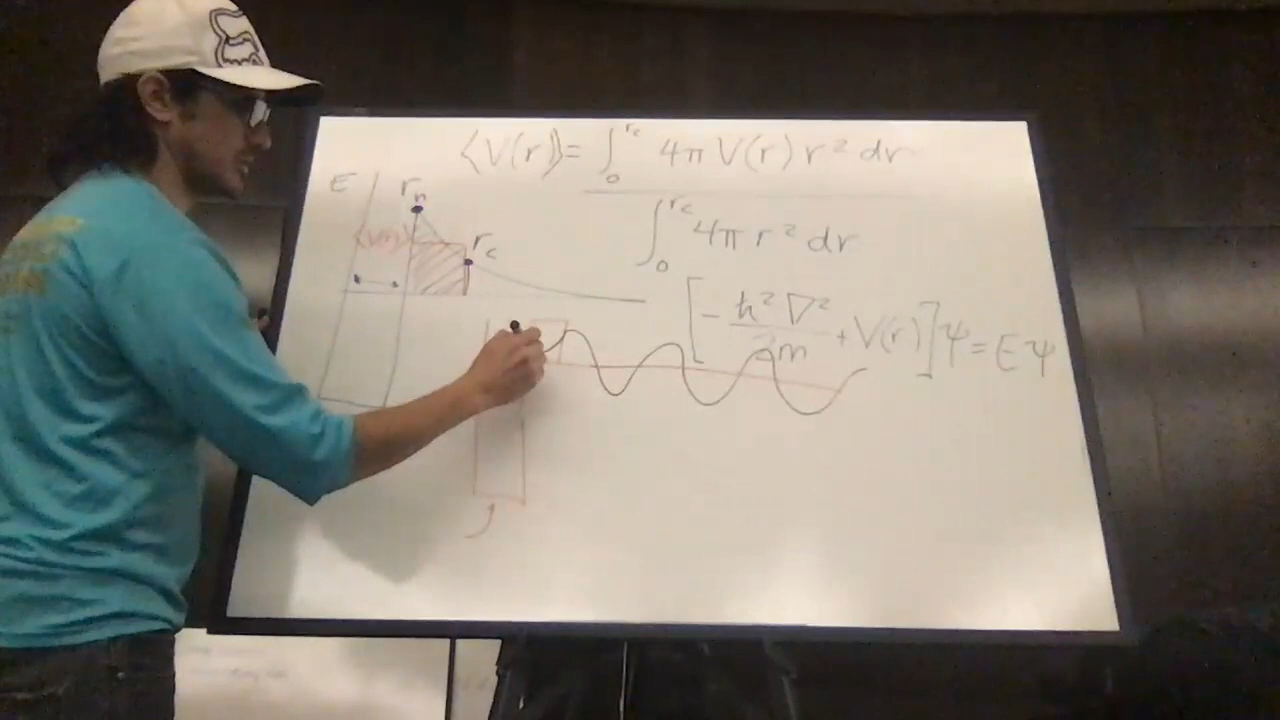 ⟨V(r)⟩ = ∫₀^{r_c} 4π V(r) r² dr
∫₀^{r_c} 4π r² dr
E
r_n
⟨V(r)⟩
r_c
[-ħ²∇²/2m + V(r)]ψ = Eψ